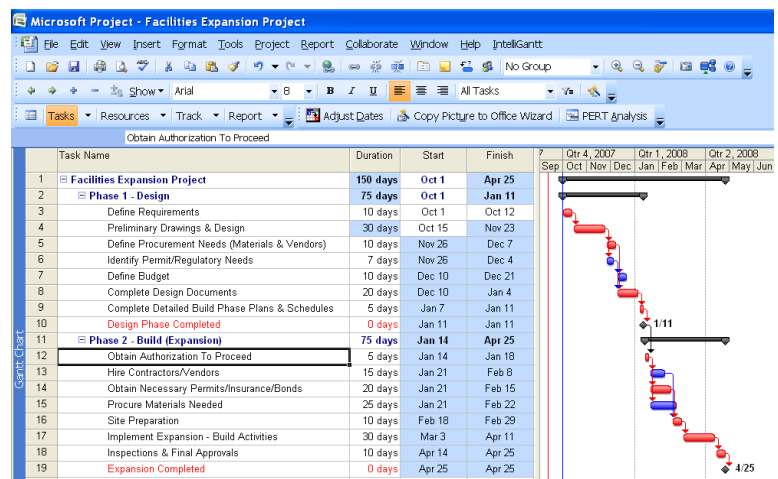 Microsoft Project - Facilities Expansion Project
File Edit View Insert Format Tools Project Report Collaborate Window Help IntelliGantt
No Group
Show Arial 8 B I U All Tasks
Tasks Resources Track Report Adjust Dates Copy Picture to Office Wizard PERT Analysis
Obtain Authorization To Proceed
Task Name Duration Start Finish 7 Qtr 4, 2007 Qtr 1, 2008 Qtr 2, 2008
Sep Oct Nov Dec Jan Feb Mar Apr May Jun
1 Facilities Expansion Project 150 days Oct 1 Apr 25
2 Phase 1 - Design 75 days Oct 1 Jan 11
3 Define Requirements 10 days Oct 1 Oct 12
4 Preliminary Drawings & Design 30 days Oct 15 Nov 23
5 Define Procurement Needs (Materials & Vendors) 10 days Nov 26 Dec 7
6 Identify Permit/Regulatory Needs 7 days Nov 26 Dec 4
7 Define Budget 10 days Dec 10 Dec 21
8 Complete Design Documents 20 days Dec 10 Jan 4
9 Complete Detailed Build Phase Plans & Schedules 5 days Jan 7 Jan 11
10 Design Phase Completed 0 days Jan 11 Jan 11 1/11
11 Phase 2 - Build (Expansion) 75 days Jan 14 Apr 25
12 Obtain Authorization To Proceed 5 days Jan 14 Jan 18
13 Hire Contractors/Vendors 15 days Jan 21 Feb 8
14 Obtain Necessary Permits/Insurance/Bonds 20 days Jan 21 Feb 15
15 Procure Materials Needed 25 days Jan 21 Feb 22
16 Site Preparation 10 days Feb 18 Feb 29
17 Implement Expansion - Build Activities 30 days Mar 3 Apr 11
18 Inspections & Final Approvals 10 days Apr 14 Apr 25
19 Expansion Completed 0 days Apr 25 Apr 25 4/25
Gantt Chart